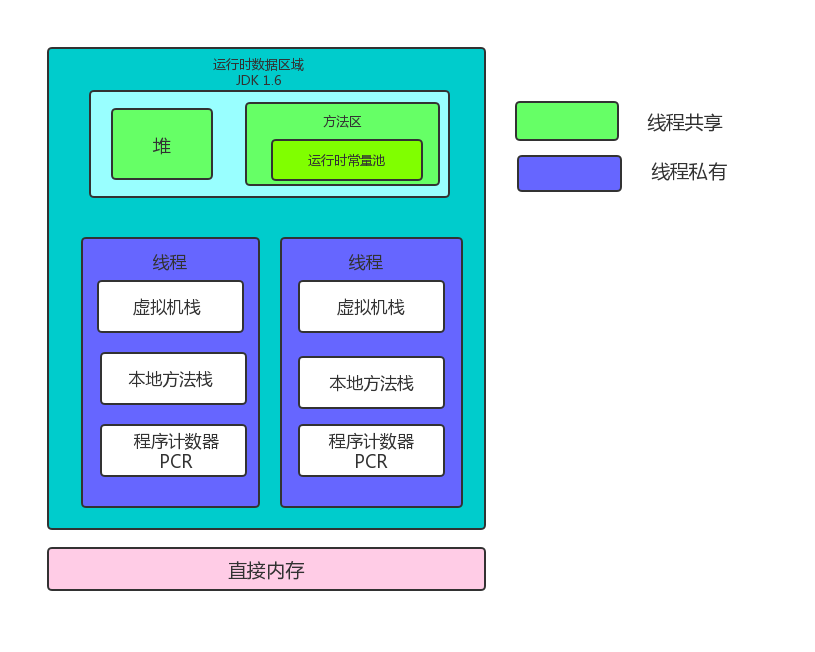 运行时数据区域
JDK 1.6
堆
方法区
运行时常量池
线程共享
线程私有
线程
虚拟机栈
本地方法栈
程序计数器
PCR
线程
虚拟机栈
本地方法栈
程序计数器
PCR
直接内存